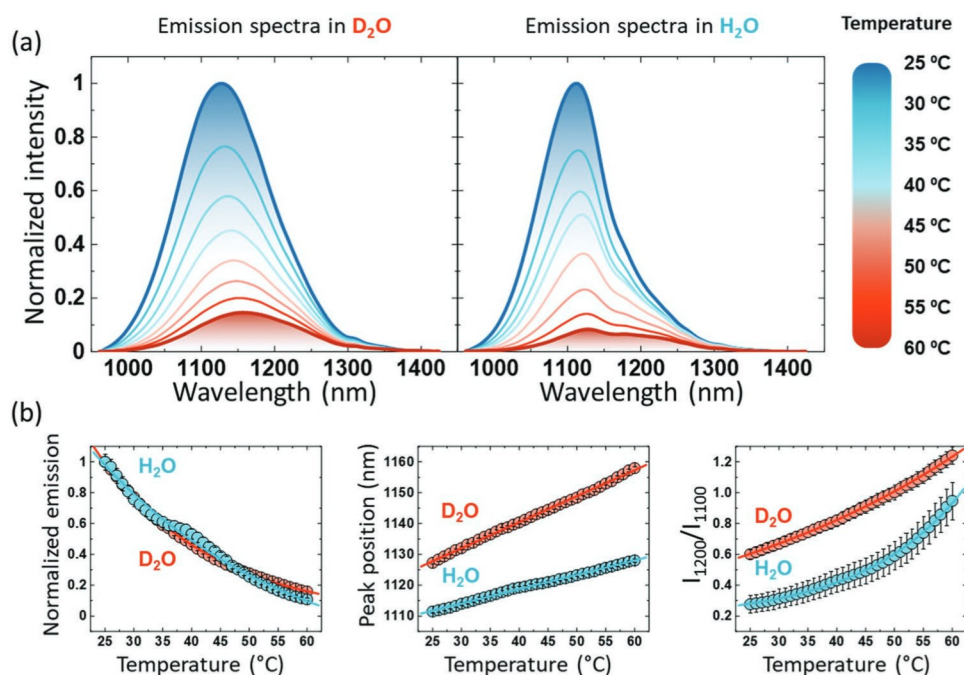 Emission spectra in D2O
Emission spectra in H2O
Temperature
(a)
Normalized intensity
1
0.8
0.6
0.4
0.2
0
1000 1100 1200 1300 1400
Wavelength (nm)
1000 1100 1200 1300 1400
Wavelength (nm)
25 ºC
30 ºC
35 ºC
40 ºC
45 ºC
50 ºC
55 ºC
60 ºC
(b)
Normalized emission
1
0.8
0.6
0.4
0.2
0
H2O
D2O
25 30 35 40 45 50 55 60
Temperature (°C)
Peak position (nm)
1160
1150
1140
1130
1120
1110
D2O
H2O
25 30 35 40 45 50 55 60
Temperature (°C)
I1200/I1100
1.2
1.0
0.8
0.6
0.4
0.2
D2O
H2O
25 30 35 40 45 50 55 60
Temperature (°C)